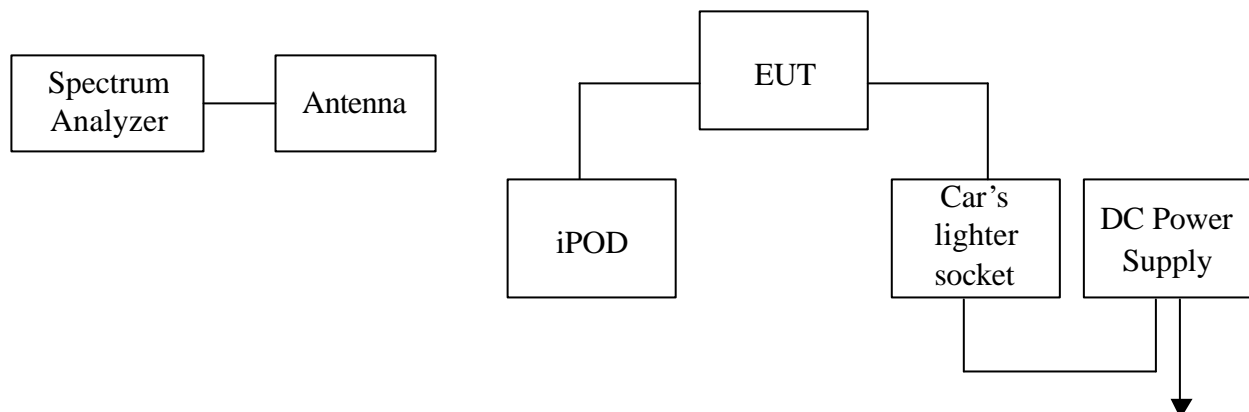 Spectrum
Analyzer
Antenna
EUT
iPOD
Car’s
lighter
socket
DC Power
Supply